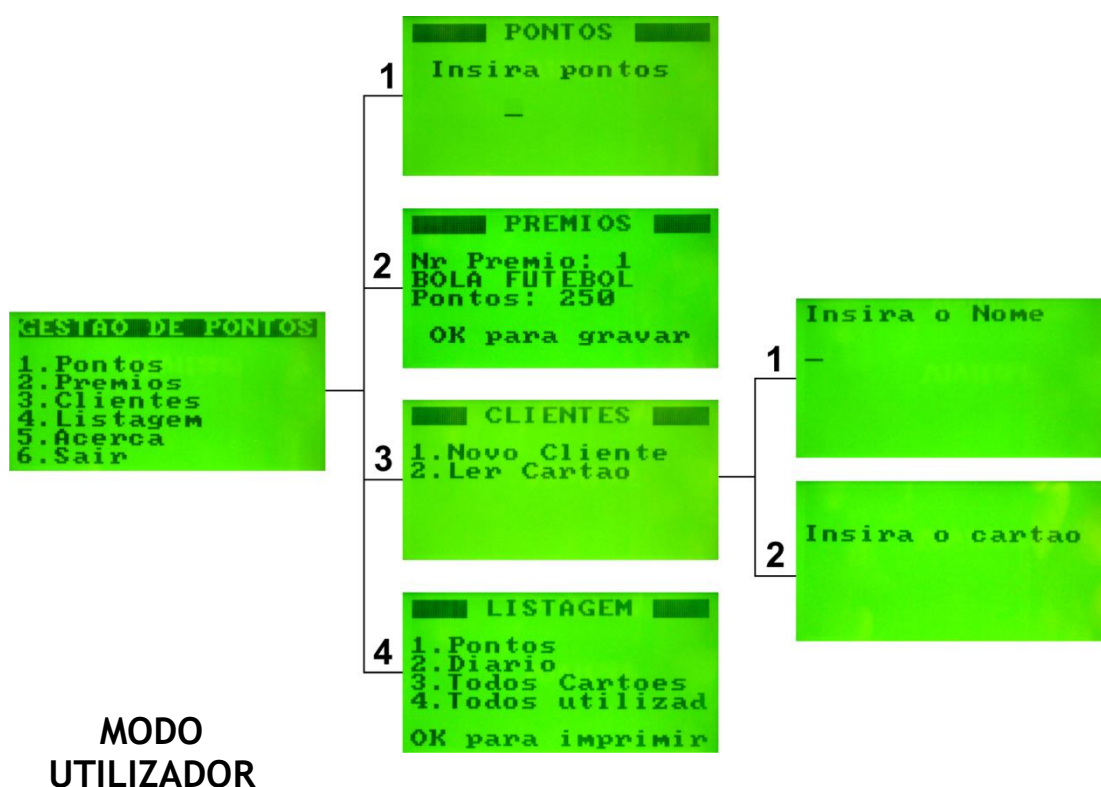 GESTAO DE PONTOS
1.Pontos
2.Premios
3.Clientes
4.Listagem
5.Acerca
6.Sair
1
PONTOS
Insira pontos
_
2
PREMIOS
Nr Premio: 1
BOLA FUTEBOL
Pontos: 250
OK para gravar
3
CLIENTES
1.Novo Cliente
2.Ler Cartao
1
Insira o Nome
_
2
Insira o cartao
4
LISTAGEM
1.Pontos
2.Diario
3.Todos Cartoes
4.Todos utilizad
OK para imprimir
MODO
UTILIZADOR